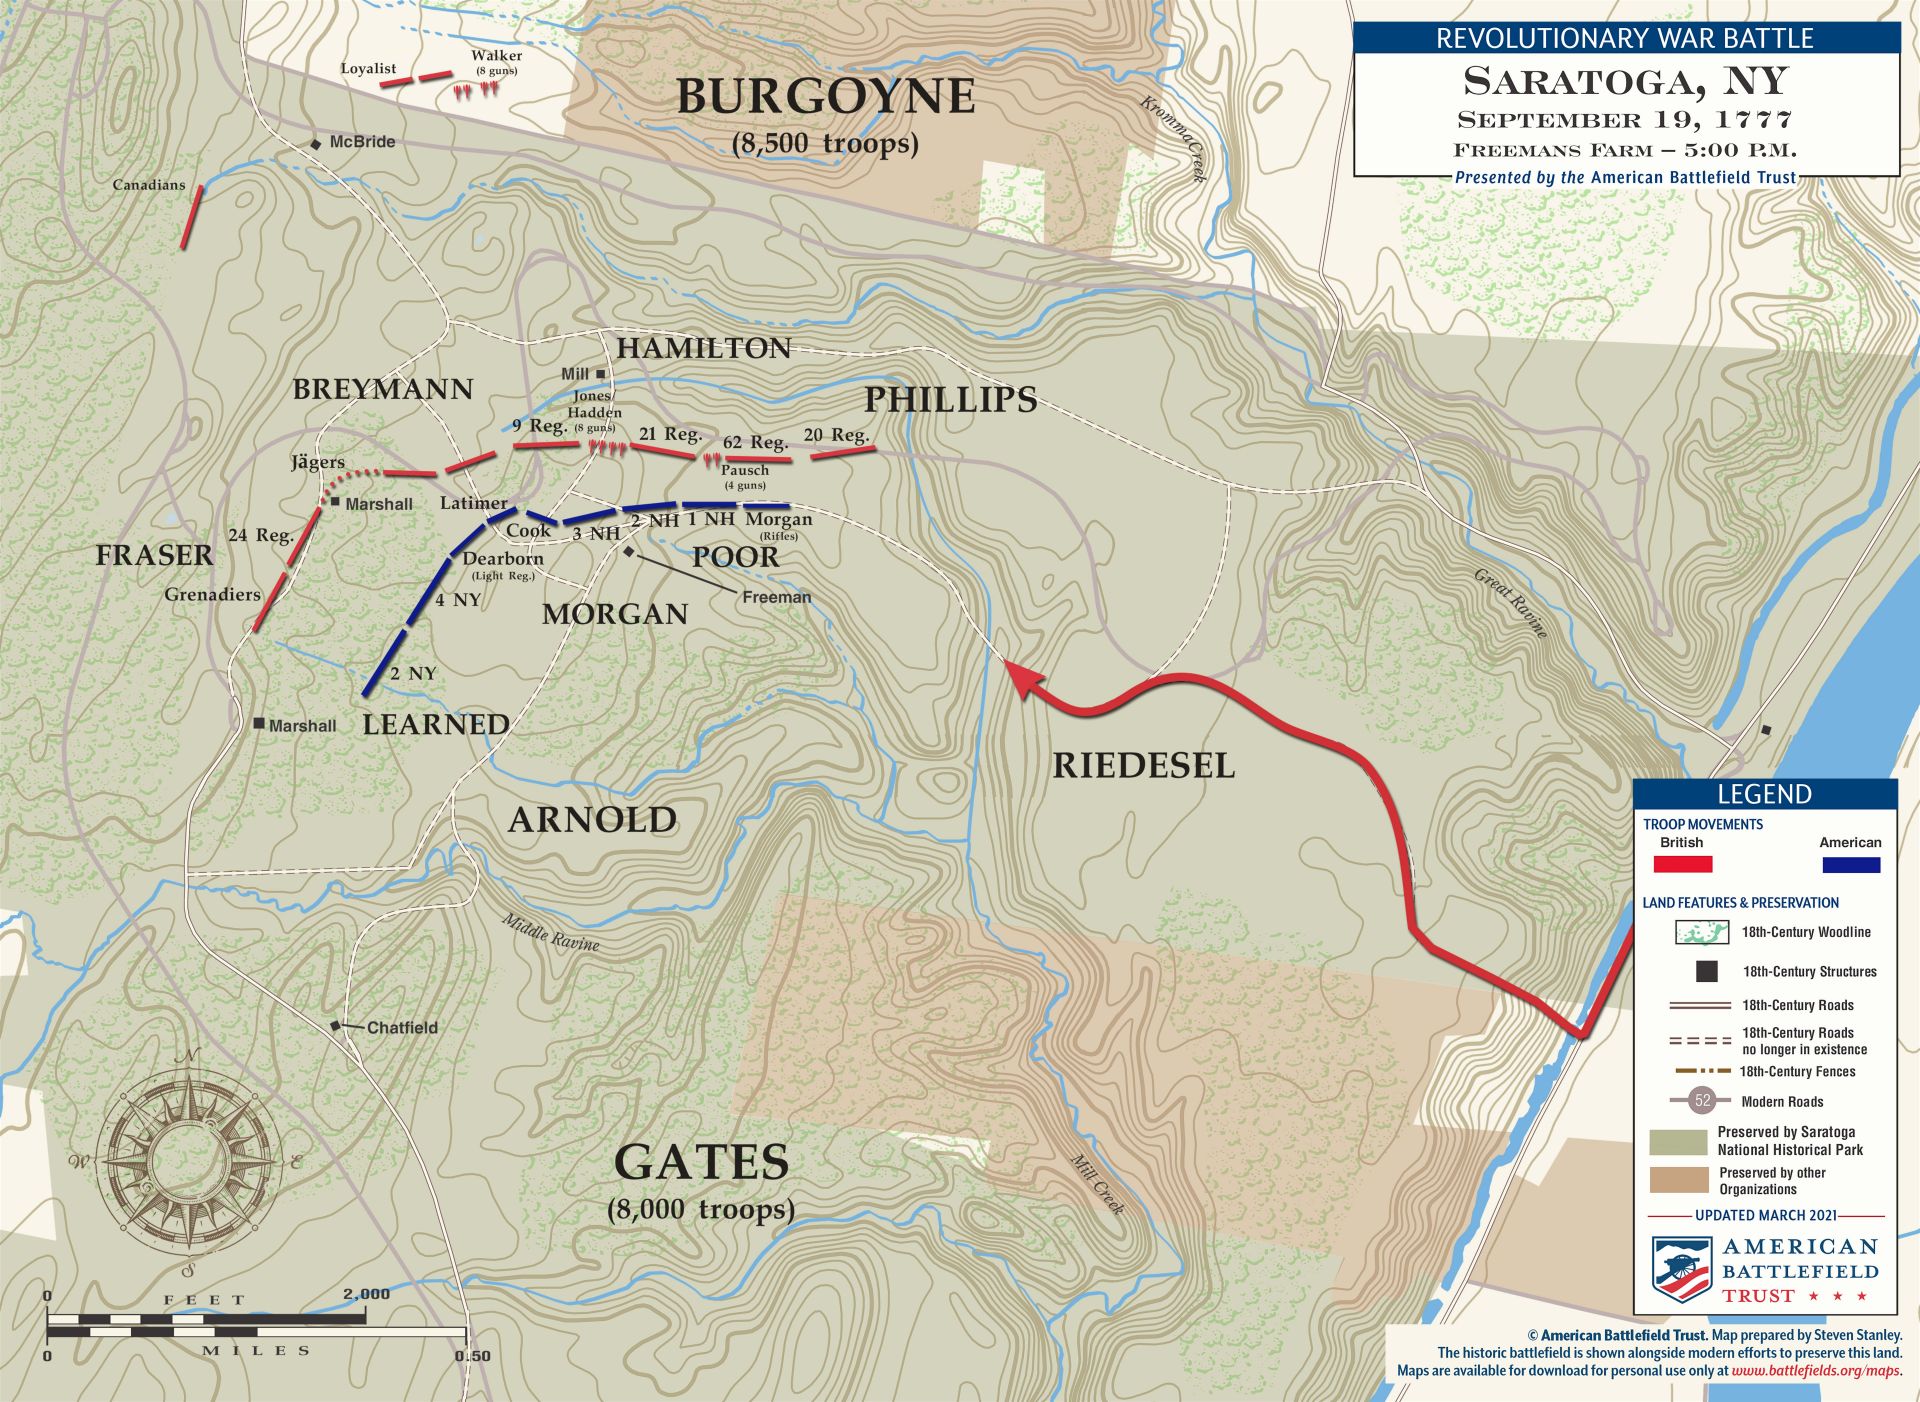 REVOLUTIONARY WAR BATTLE
SARATOGA, NY
SEPTEMBER 19, 1777
FREEMANS FARM – 5:00 P.M.
Presented by the American Battlefield Trust
Loyalist
Walker
(8 guns)
BURGOYNE
(8,500 troops)
Kromma Creek
McBride
Canadians
HAMILTON
BREYMANN
Mill
Jones
Hadden
(8 guns)
PHILLIPS
9 Reg.
21 Reg.
62 Reg.
20 Reg.
Pausch
(4 guns)
Jägers
Marshall
Latimer
24 Reg.
Cook
3 NH
2 NH
1 NH
Morgan
(Rifles)
FRASER
Dearborn
(Light Reg.)
POOR
Grenadiers
4 NY
Freeman
MORGAN
Great Ravine
2 NY
Marshall
LEARNED
RIEDESEL
ARNOLD
Middle Ravine
Chatfield
GATES
(8,000 troops)
Mill Creek
N
W
E
S
0
FEET
2,000
MILES
0
0.50
LEGEND
TROOP MOVEMENTS
British
American
LAND FEATURES & PRESERVATION
18th-Century Woodline
18th-Century Structures
18th-Century Roads
18th-Century Roads
no longer in existence
18th-Century Fences
52
Modern Roads
Preserved by Saratoga
National Historical Park
Preserved by other
Organizations
UPDATED MARCH 2021
AMERICAN
BATTLEFIELD
TRUST
© American Battlefield Trust. Map prepared by Steven Stanley.
The historic battlefield is shown alongside modern efforts to preserve this land.
Maps are available for download for personal use only at www.battlefields.org/maps.